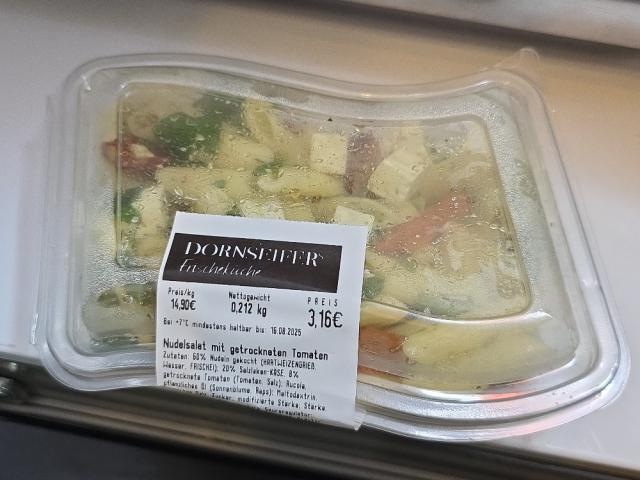 DORNSEIFER
Frischeküche
Preis/kg Nettogewicht PREIS
14,90€ 0,212 kg 3,16€
Bei +7°C mindestens haltbar bis: 16.08.2025
Nudelsalat mit getrockneten Tomaten
Zutaten: 60% Nudeln gekocht (HARTWEIZENGRIEß,
Wasser, FRISCHEI); 20% Salzlaken-KÄSE, 8%
getrocknete Tomaten (Tomaten, Salz); Rucola,
pflanzliches Öl (Sonnenblume, Raps); Maltodextrin,
Zucker, modifizierte Stärke, Stärke